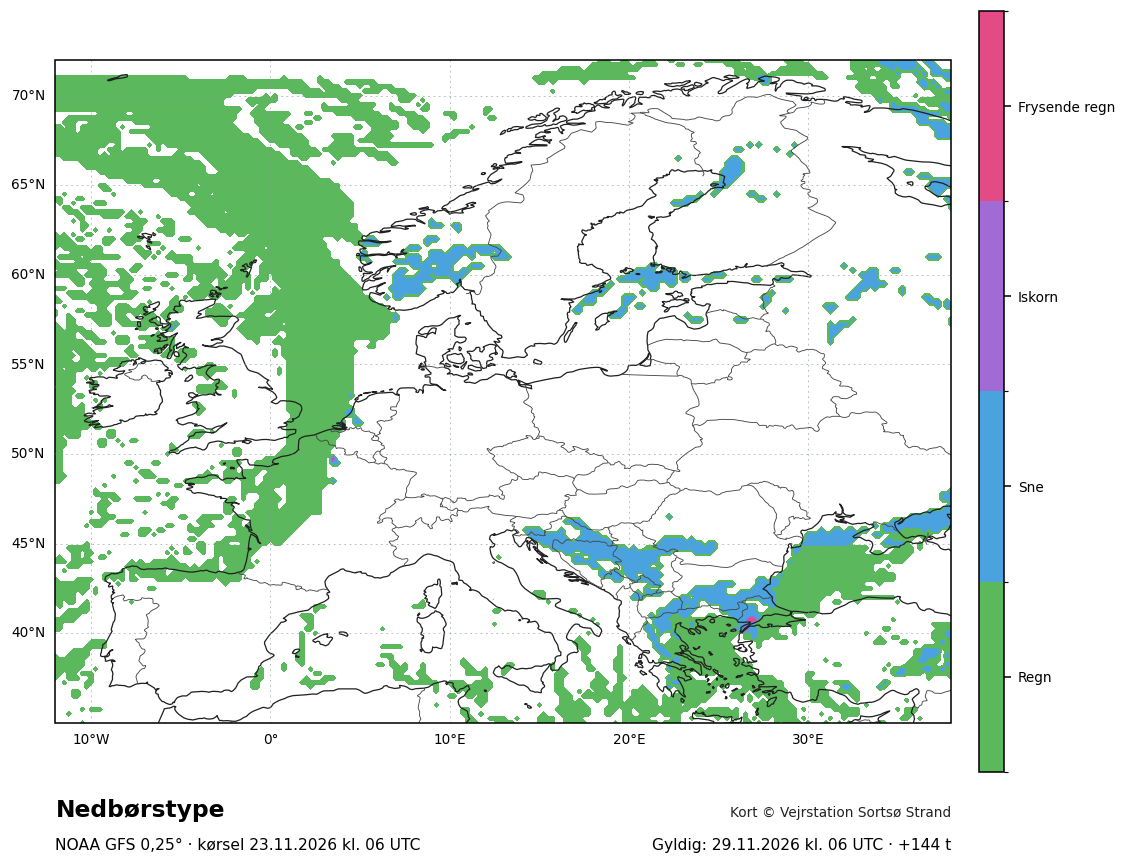 70°N
65°N
60°N
55°N
50°N
45°N
40°N
10°W
0°
10°E
20°E
30°E
Frysende regn
Iskorn
Sne
Regn
Nedbørstype
Kort © Vejrstation Sortsø Strand
NOAA GFS 0,25° · kørsel 23.11.2026 kl. 06 UTC
Gyldig: 29.11.2026 kl. 06 UTC · +144 t